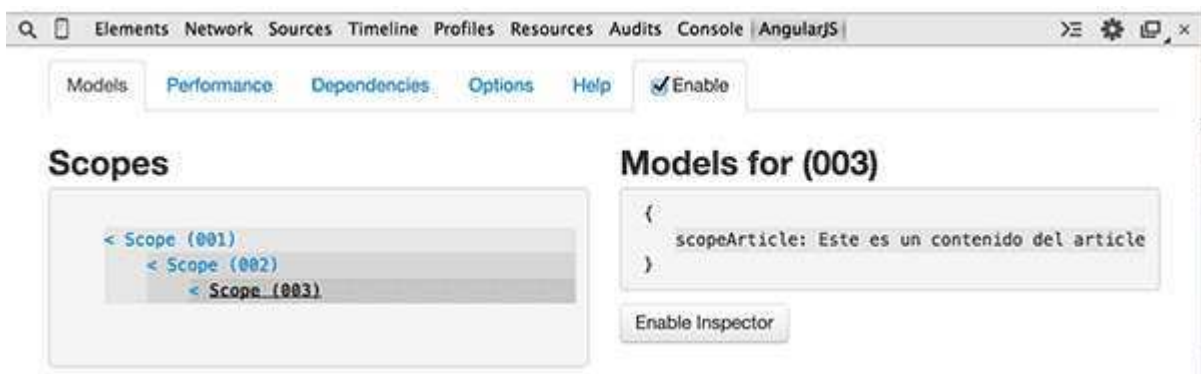 Elements Network Sources Timeline Profiles Resources Audits Console AngularJS
Models Performance Dependencies Options Help Enable
Scopes
Models for (003)
< Scope (001)
< Scope (002)
< Scope (003)
{
scopeArticle: Este es un contenido del article
}
Enable Inspector